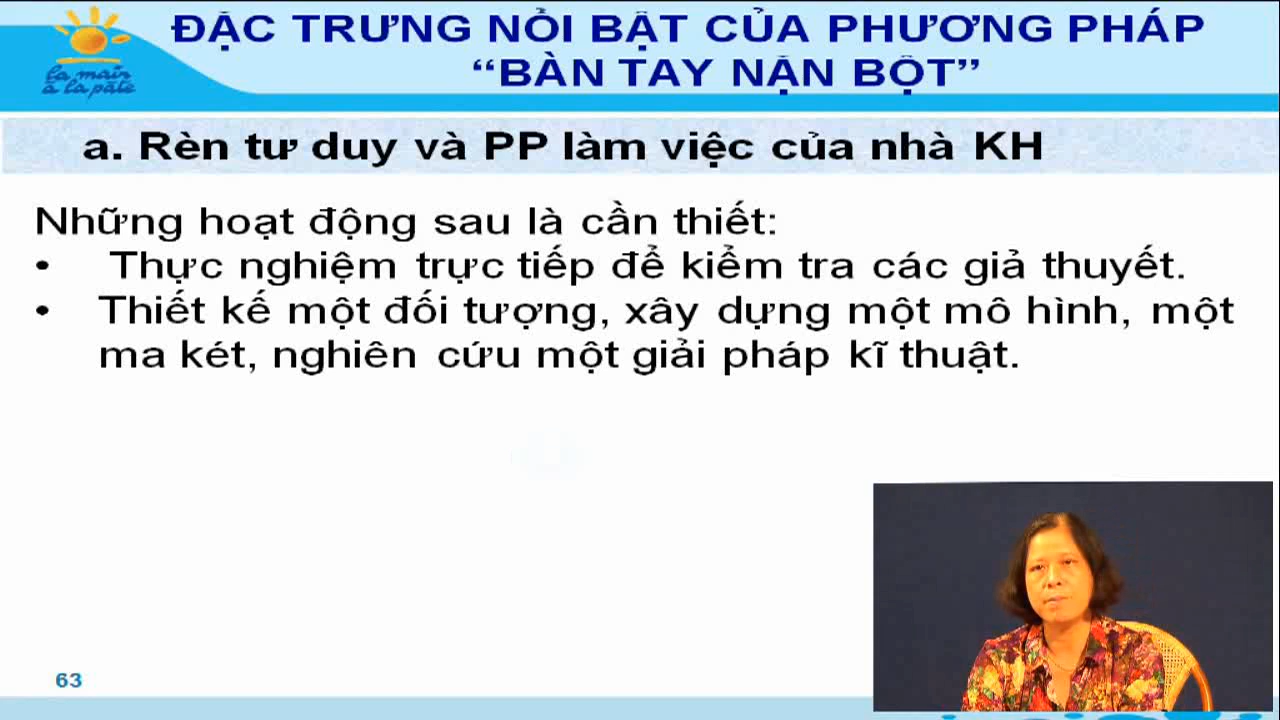 la main
à la pâte
ĐẶC TRƯNG NỔI BẬT CỦA PHƯƠNG PHÁP
“BÀN TAY NẶN BỘT”
a. Rèn tư duy và PP làm việc của nhà KH
Những hoạt động sau là cần thiết:
• Thực nghiệm trực tiếp để kiểm tra các giả thuyết.
• Thiết kế một đối tượng, xây dựng một mô hình, một
ma két, nghiên cứu một giải pháp kĩ thuật.
63